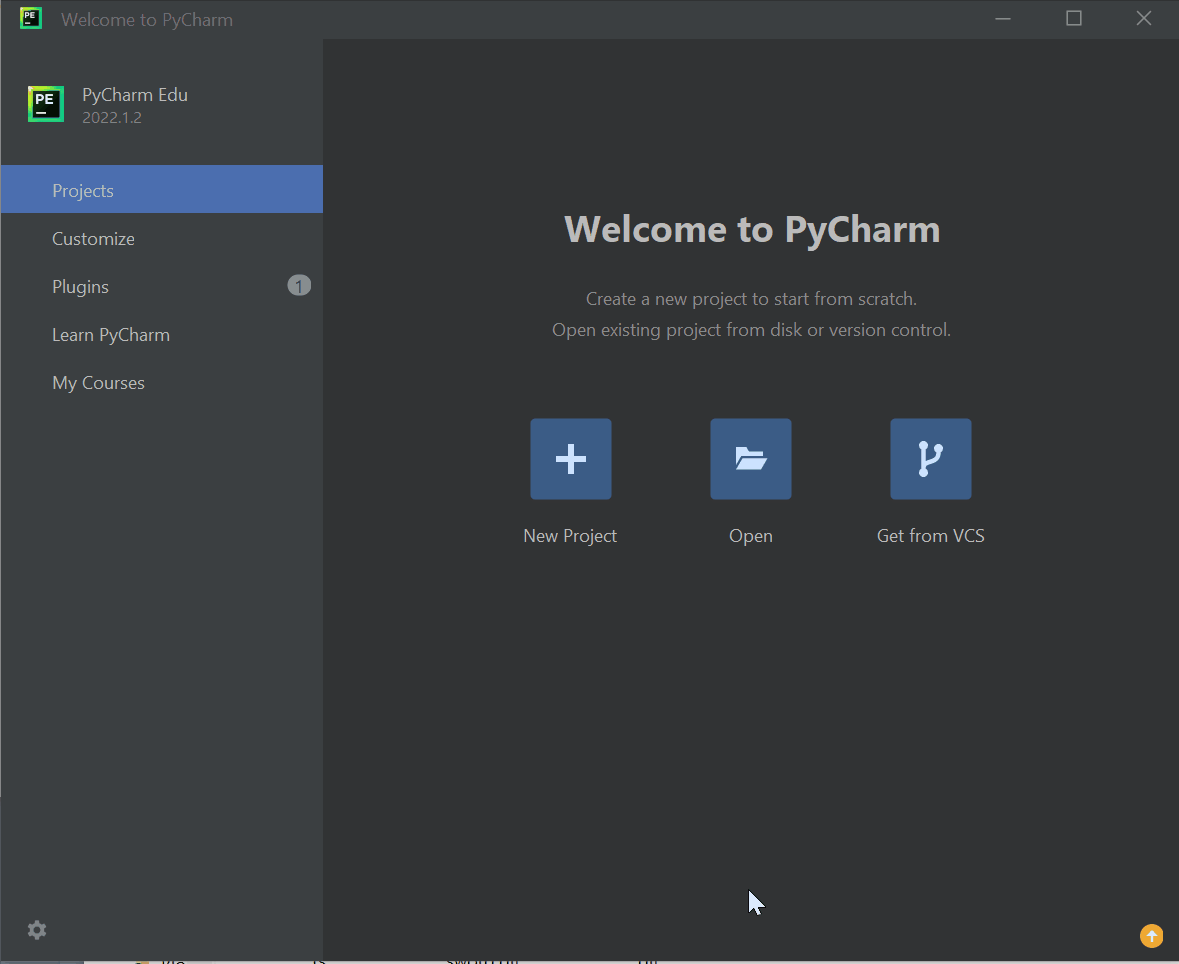 PE
Welcome to PyCharm
PE
PyCharm Edu
2022.1.2
Projects
Customize
Plugins
1
Learn PyCharm
My Courses
Welcome to PyCharm
Create a new project to start from scratch.
Open existing project from disk or version control.
New Project
Open
Get from VCS